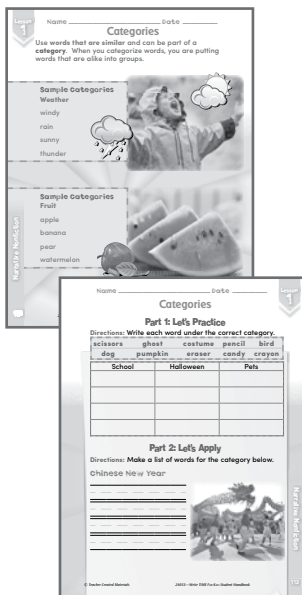 Lesson
1
Name Date
Categories
Use words that are similar and can be part of a
category. When you categorize words, you are putting
words that are alike into groups.
Sample Categories
Weather
windy
rain
sunny
thunder
Sample Categories
Fruit
apple
banana
pear
watermelon
Narrative Nonfiction
Name Date
Lesson
1
Categories
Part 1: Let's Practice
Directions: Write each word under the correct category.
scissors ghost costume pencil bird
dog pumpkin eraser candy crayon
School Halloween Pets
Part 2: Let's Apply
Directions: Make a list of words for the category below.
Chinese New Year
Narrative Nonfiction
© Teacher Created Materials